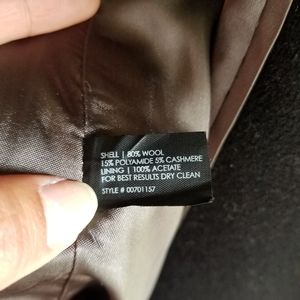 SHELL | 80% WOOL
15% POLYAMIDE 5% CASHMERE
LINING | 100% ACETATE
FOR BEST RESULTS DRY CLEAN
STYLE # 00701157